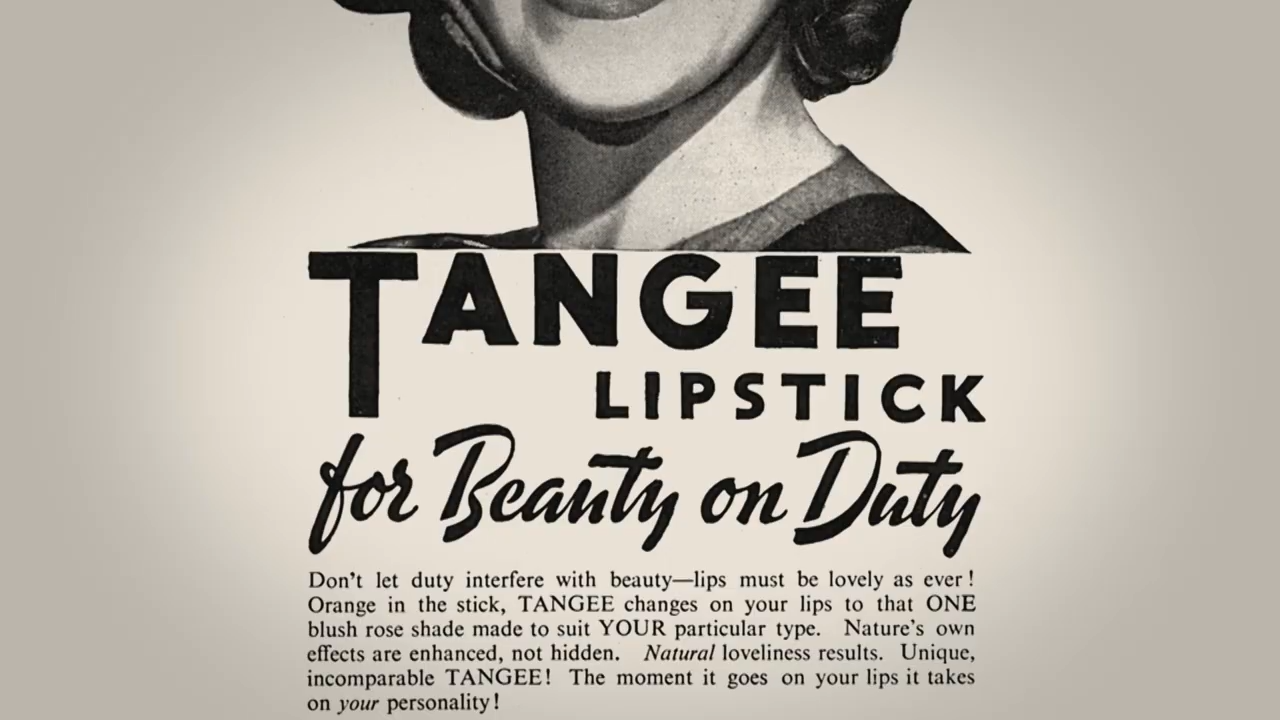 TANGEE
LIPSTICK
for Beauty on Duty
Don't let duty interfere with beauty—lips must be lovely as ever!
Orange in the stick, TANGEE changes on your lips to that ONE
blush rose shade made to suit YOUR particular type. Nature's own
effects are enhanced, not hidden. Natural loveliness results. Unique,
incomparable TANGEE! The moment it goes on your lips it takes
on your personality!